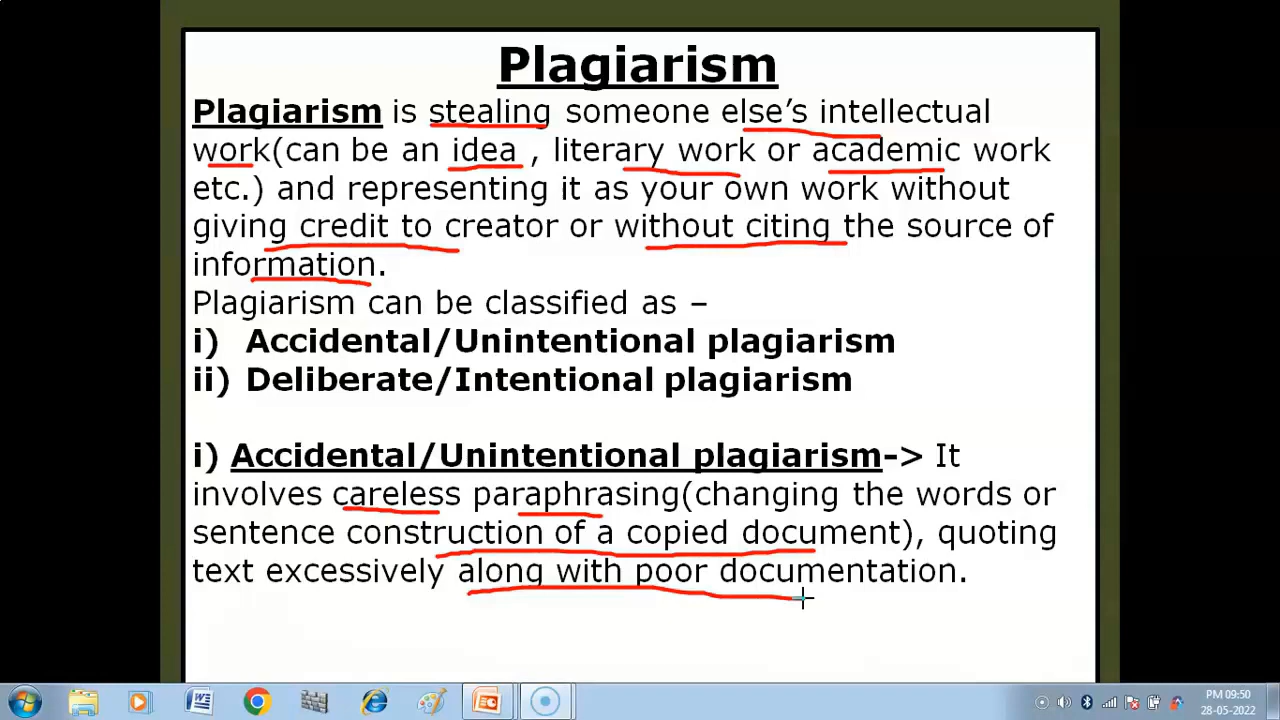 Plagiarism
Plagiarism is stealing someone else's intellectual
work(can be an idea , literary work or academic work
etc.) and representing it as your own work without
giving credit to creator or without citing the source of
information.
Plagiarism can be classified as –
i) Accidental/Unintentional plagiarism
ii) Deliberate/Intentional plagiarism
i) Accidental/Unintentional plagiarism-> It
involves careless paraphrasing(changing the words or
sentence construction of a copied document), quoting
text excessively along with poor documentation.
PM 09:50
28-05-2022